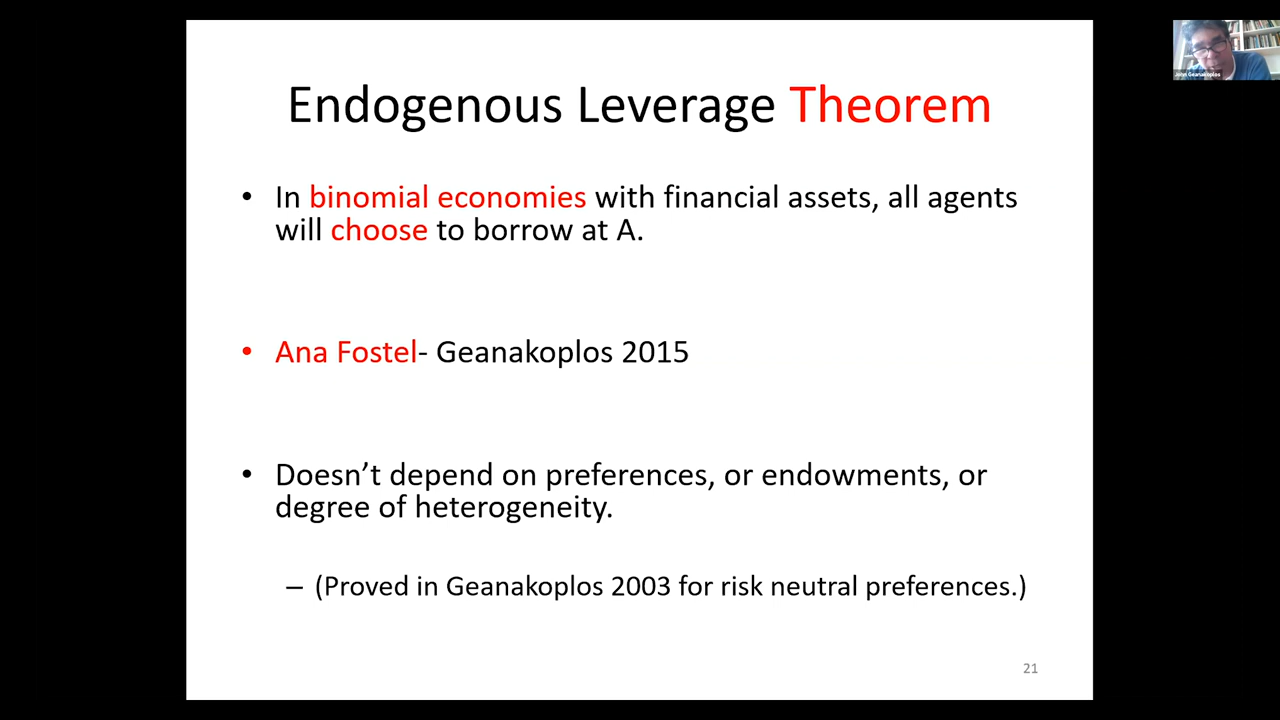 Endogenous Leverage Theorem
• In binomial economies with financial assets, all agents
will choose to borrow at A.
• Ana Fostel- Geanakoplos 2015
• Doesn’t depend on preferences, or endowments, or
degree of heterogeneity.
– (Proved in Geanakoplos 2003 for risk neutral preferences.)
21
John Geanakoplos